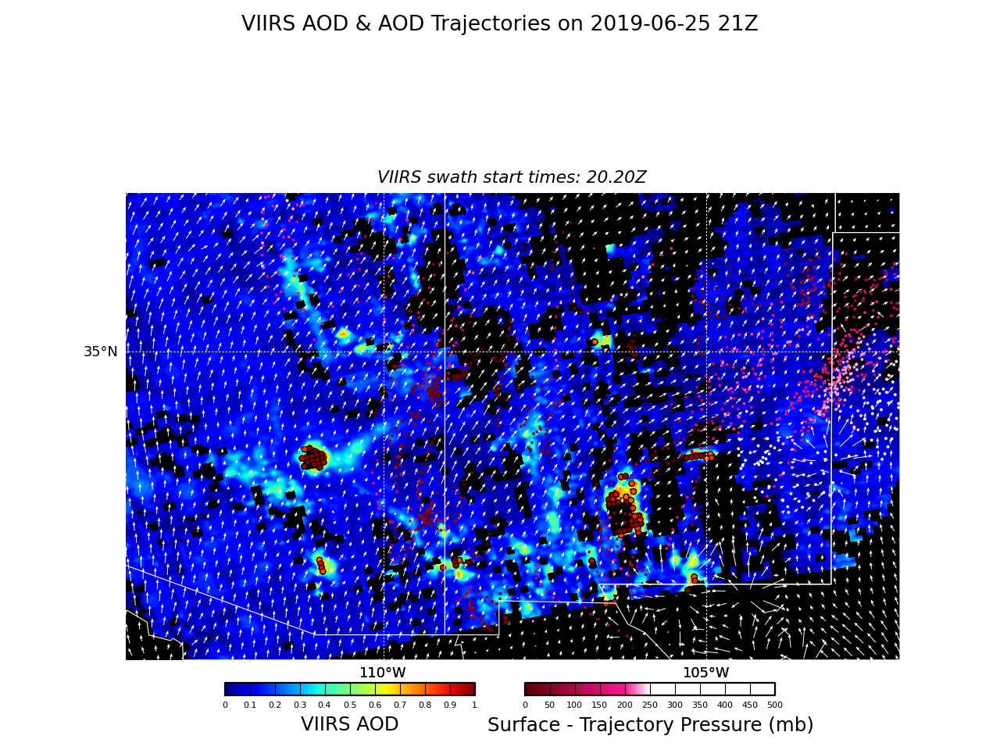 VIIRS AOD & AOD Trajectories on 2019-06-25 21Z
VIIRS swath start times: 20.20Z
35°N
110°W 105°W
0 0.1 0.2 0.3 0.4 0.5 0.6 0.7 0.8 0.9 1
0 50 100 150 200 250 300 350 400 450 500
VIIRS AOD
Surface - Trajectory Pressure (mb)